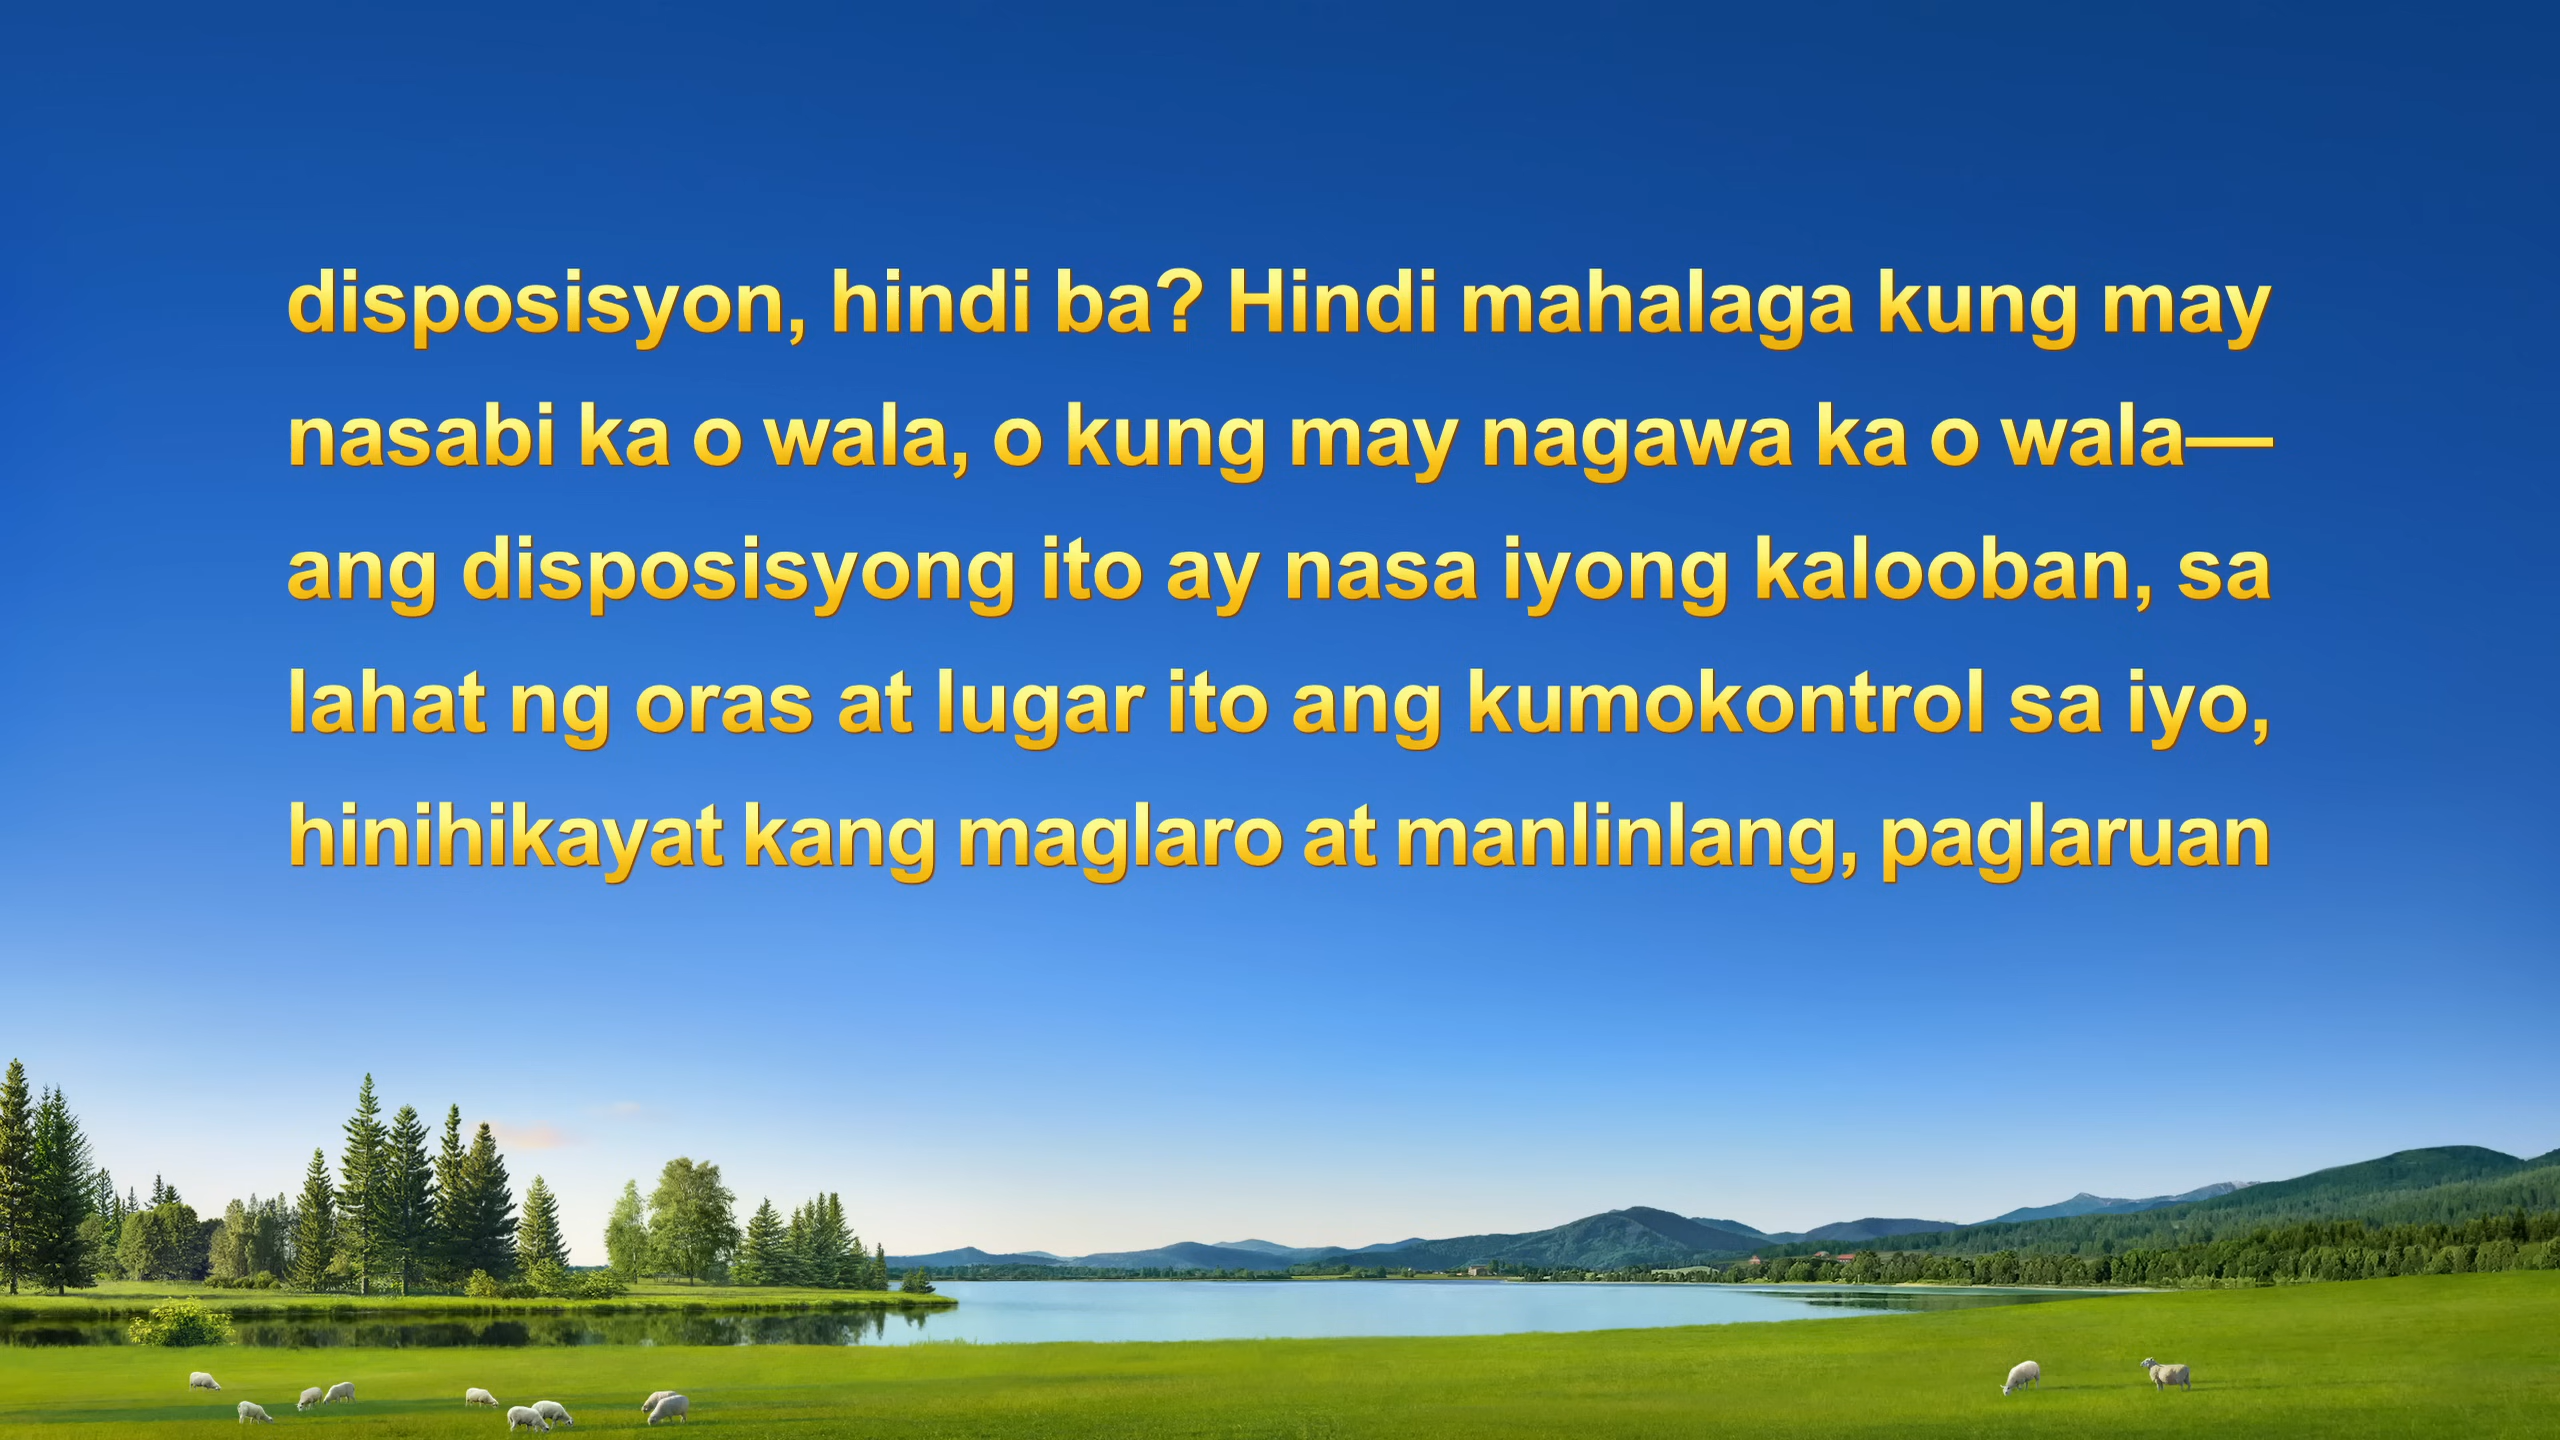 disposisyon, hindi ba? Hindi mahalaga kung may
nasabi ka o wala, o kung may nagawa ka o wala—
ang disposisyong ito ay nasa iyong kalooban, sa
lahat ng oras at lugar ito ang kumokontrol sa iyo,
hinihikayat kang maglaro at manlinlang, paglaruan